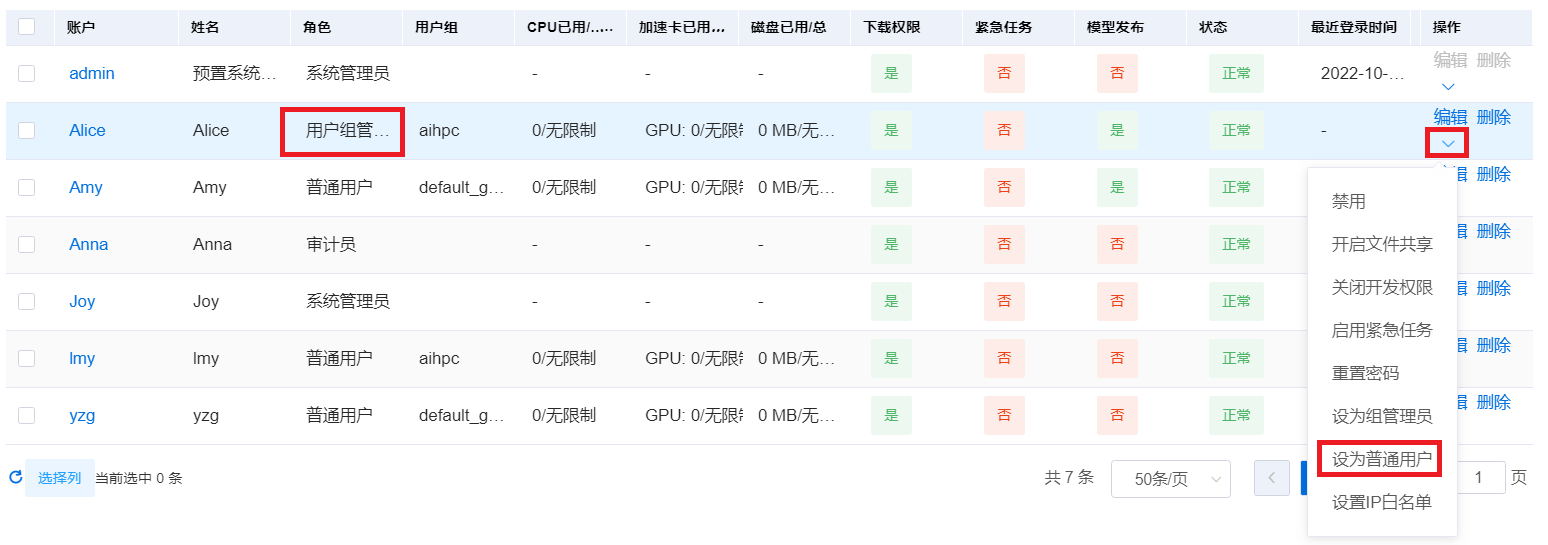 账户 姓名 角色 用户组 CPU已用/..... 加速卡已用... 磁盘已用/总 下载权限 紧急任务 模型发布 状态 最近登录时间 操作
admin 预置系统... 系统管理员 - - - 是 否 否 正常 2022-10-... 编辑 删除
Alice Alice 用户组管... aihpc 0/无限制 GPU: 0/无限 0 MB/无... 是 否 是 正常 - 编辑 删除
Amy Amy 普通用户 default_g... 0/无限制 GPU: 0/无限 0 MB/无... 是 否 是 正常 删除
Anna Anna 审计员 - - - 是 否 否 正常 删除
Joy Joy 系统管理员 - - - 是 否 否 正常 删除
lmy lmy 普通用户 aihpc 0/无限制 GPU: 0/无限 0 MB/无... 是 否 否 正常 删除
yzg yzg 普通用户 default_g... 0/无限制 GPU: 0/无限 0 MB/无... 是 否 否 正常 删除
禁用
开启文件共享
关闭开发权限
启用紧急任务
重置密码
设为组管理员
设为普通用户
设置IP白名单
选择列 当前选中 0 条 共 7 条 50条/页 1 页